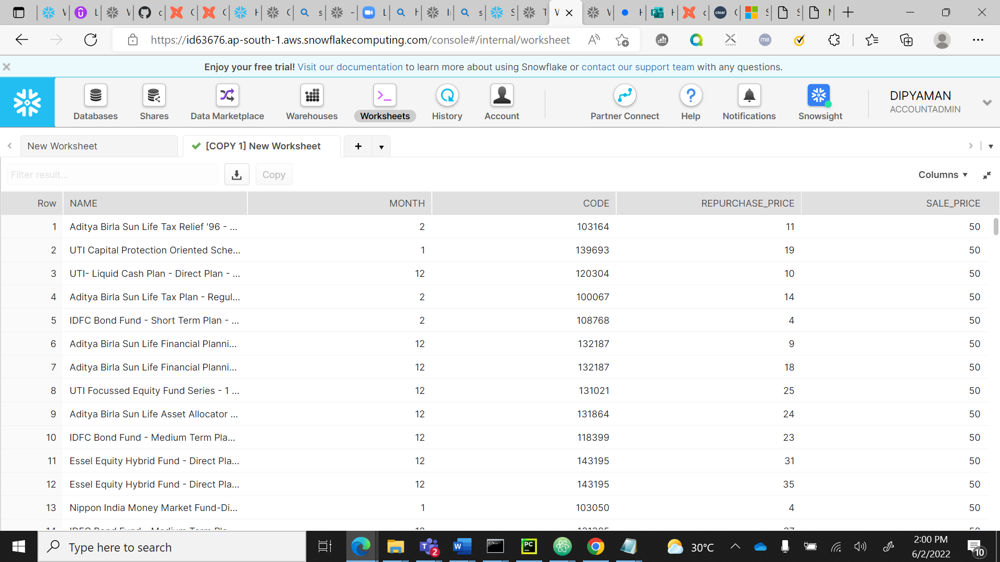 https://id63676.ap-south-1.aws.snowflakecomputing.com/console#/internal/worksheet
Enjoy your free trial! Visit our documentation to learn more about using Snowflake or contact our support team with any questions.
Databases
Shares
Data Marketplace
Warehouses
Worksheets
History
Account
Partner Connect
Help
Notifications
Snowsight
DIPYAMAN
ACCOUNTADMIN
New Worksheet
[COPY 1] New Worksheet
Filter result...
Copy
Columns
Row NAME MONTH CODE REPURCHASE_PRICE SALE_PRICE
1 Aditya Birla Sun Life Tax Relief '96 - ... 2 103164 11 50
2 UTI Capital Protection Oriented Sche... 1 139693 19 50
3 UTI- Liquid Cash Plan - Direct Plan - ... 12 120304 10 50
4 Aditya Birla Sun Life Tax Plan - Regul... 2 100067 14 50
5 IDFC Bond Fund - Short Term Plan - ... 2 108768 4 50
6 Aditya Birla Sun Life Financial Planni... 12 132187 9 50
7 Aditya Birla Sun Life Financial Planni... 12 132187 18 50
8 UTI Focussed Equity Fund Series - 1 ... 12 131021 25 50
9 Aditya Birla Sun Life Asset Allocator ... 12 131864 24 50
10 IDFC Bond Fund - Medium Term Pla... 12 118399 23 50
11 Essel Equity Hybrid Fund - Direct Pla... 12 143195 31 50
12 Essel Equity Hybrid Fund - Direct Pla... 12 143195 35 50
13 Nippon India Money Market Fund-Di... 1 103050 4 50
Type here to search
30°C
2:00 PM
6/2/2022
10